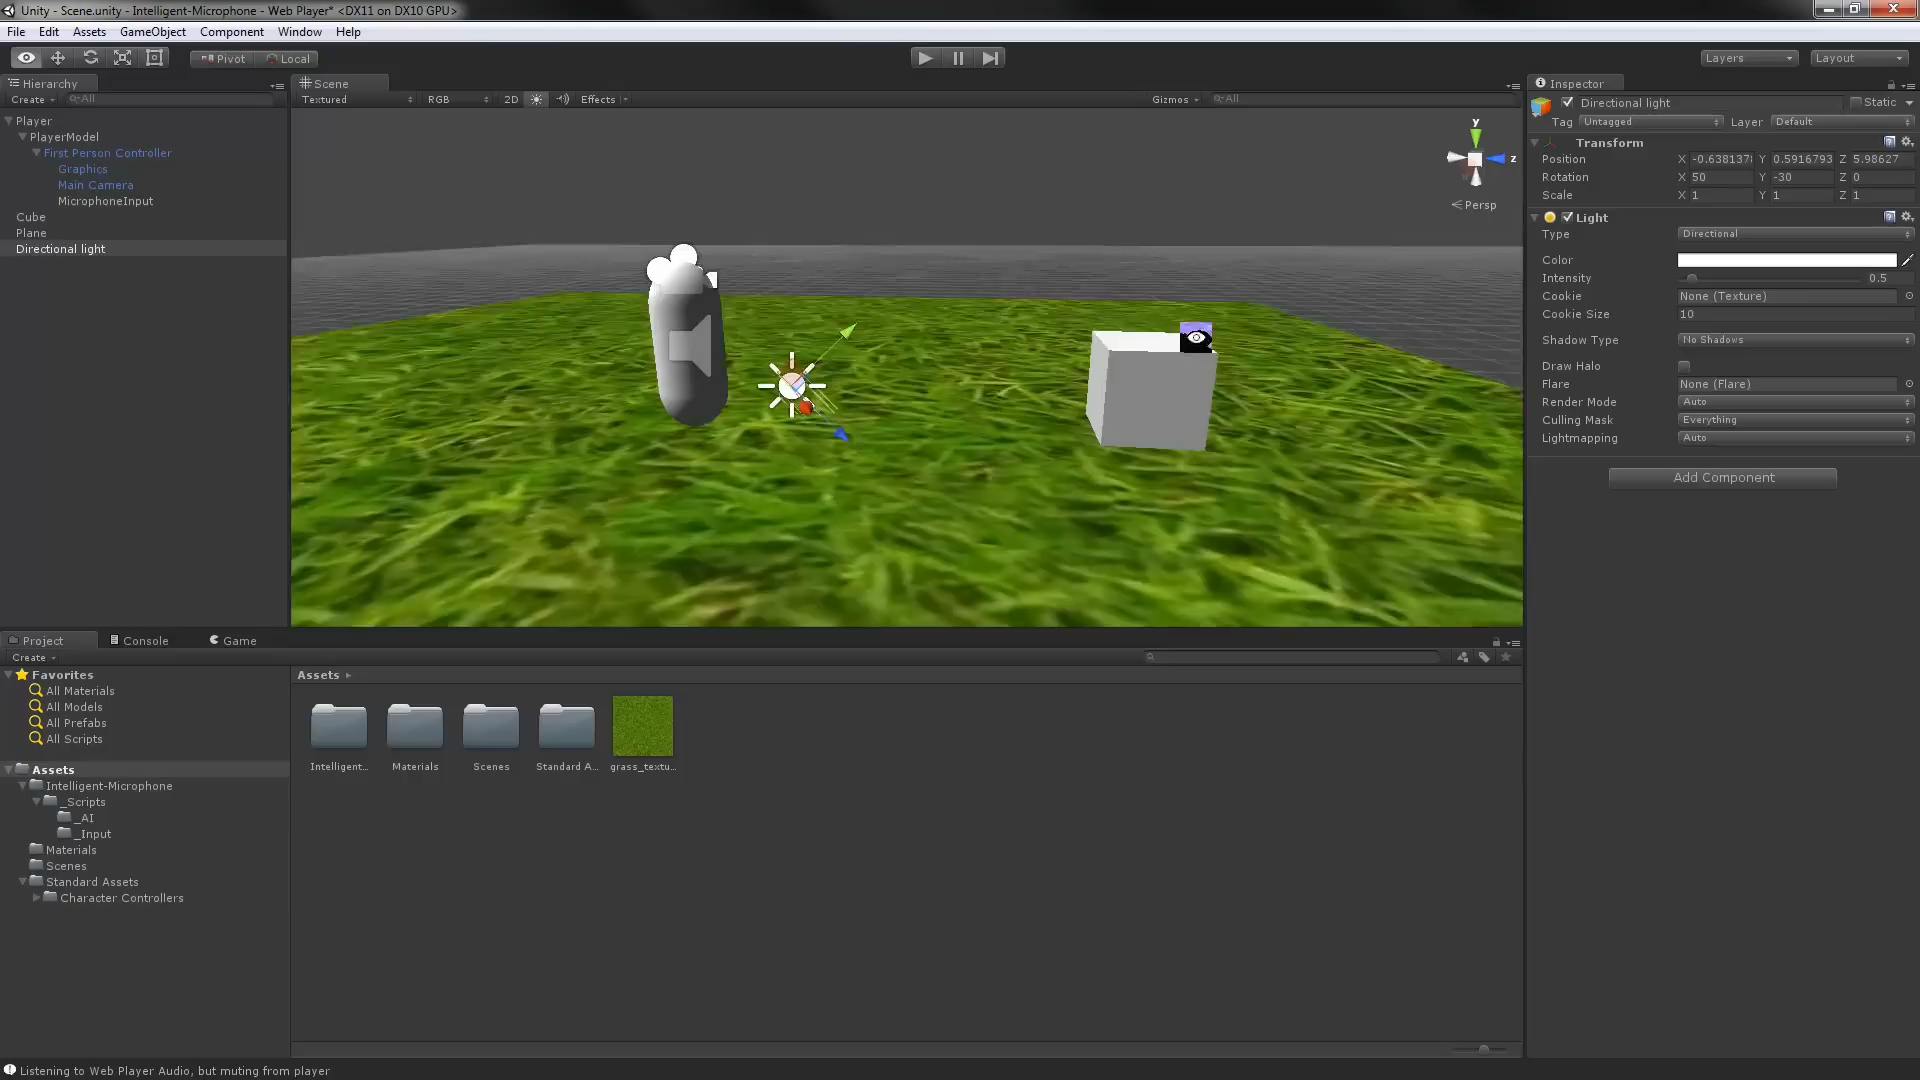 Unity - Scene.unity - Intelligent-Microphone - Web Player* <DX11 on DX10 GPU>
File Edit Assets GameObject Component Window Help
Pivot Local Layers Layout
Hierarchy
Create All
Player
PlayerModel
First Person Controller
Graphics
Main Camera
MicrophoneInput
Cube
Plane
Directional light
Scene
Textured RGB 2D Effects Gizmos All
y
z
Persp
Inspector
Directional light Static
Tag Untagged Layer Default
Transform
Position X -0.638137 Y 0.5916793 Z 5.98627
Rotation X 50 Y -30 Z 0
Scale X 1 Y 1 Z 1
Light
Type Directional
Color
Intensity 0.5
Cookie None (Texture)
Cookie Size 10
Shadow Type No Shadows
Draw Halo
Flare None (Flare)
Render Mode Auto
Culling Mask Everything
Lightmapping Auto
Add Component
Project Console Game
Create
Favorites
All Materials
All Models
All Prefabs
All Scripts
Assets
Intelligent-Microphone
_Scripts
_AI
_Input
Materials
Scenes
Standard Assets
Character Controllers
Assets
Intelligent... Materials Scenes Standard A... grass_textu...
Listening to Web Player Audio, but muting from player